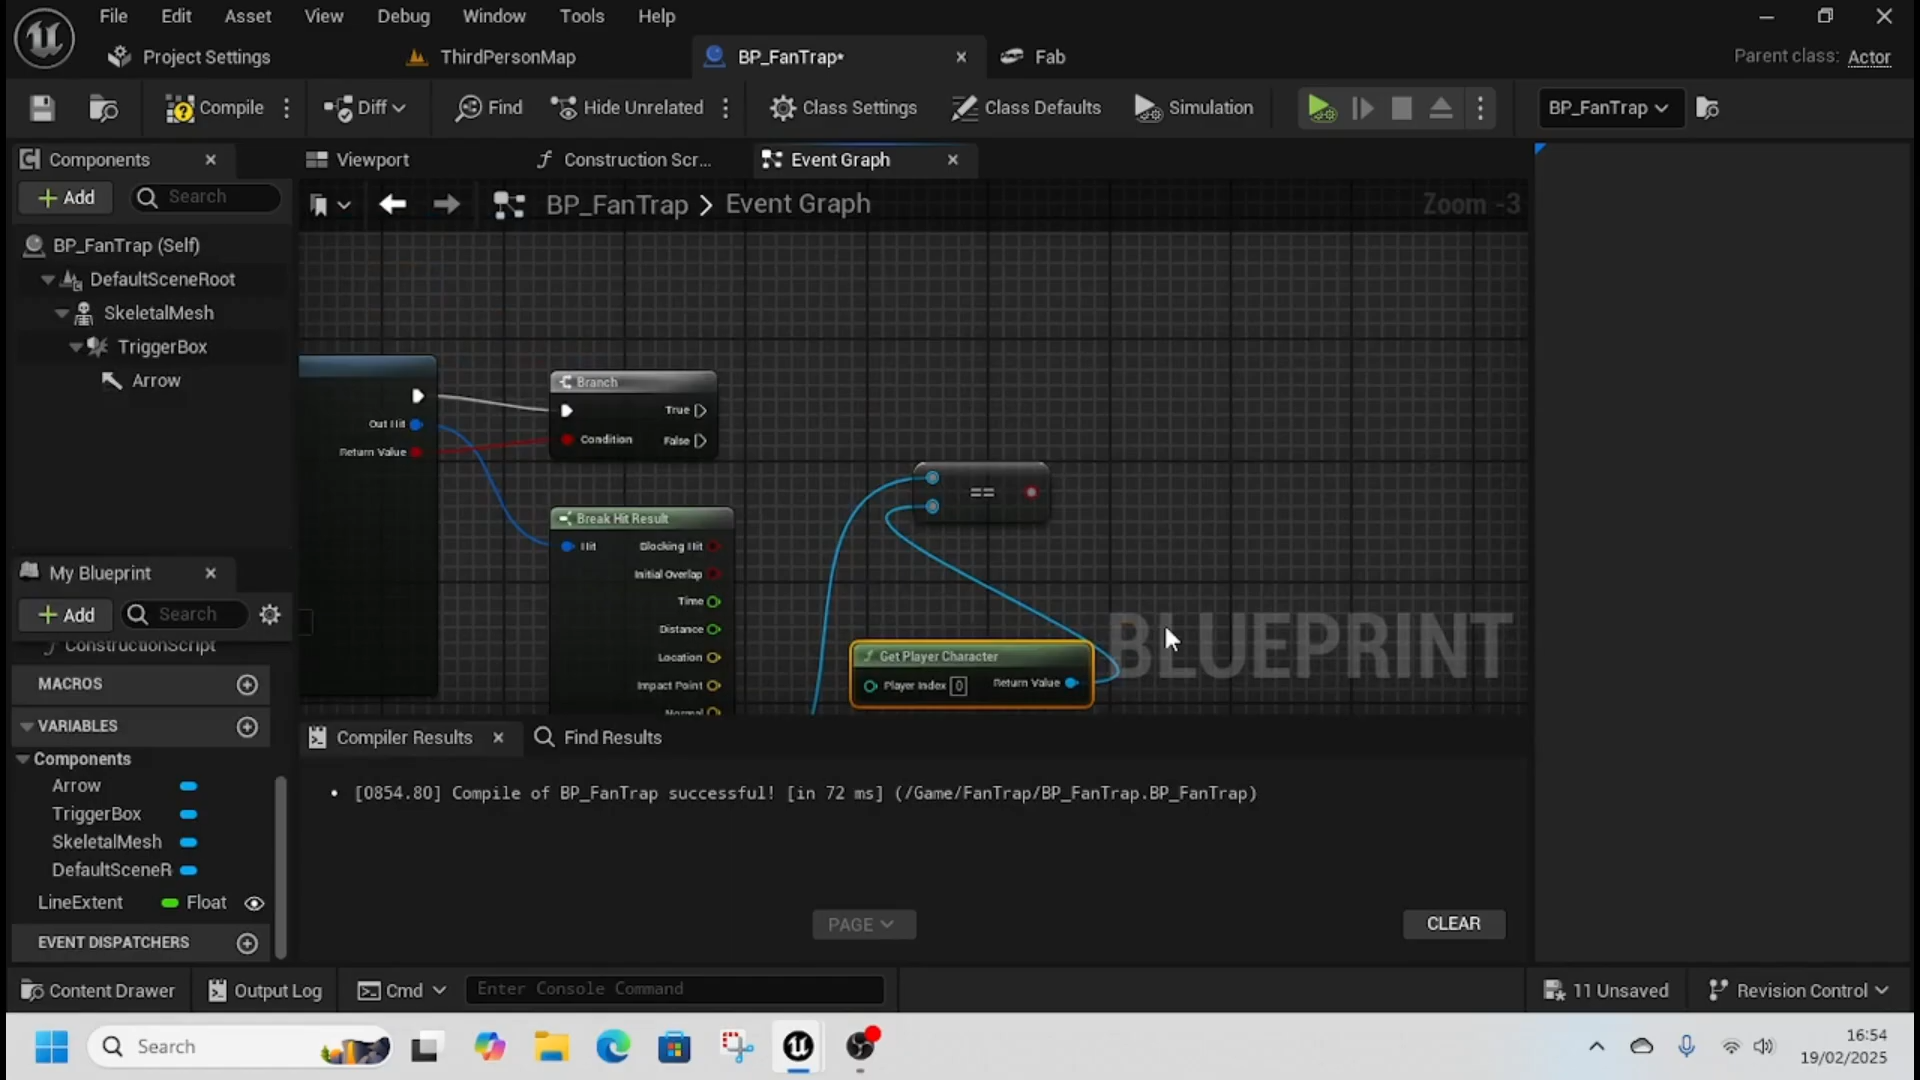 File Edit Asset View Debug Window Tools Help
Project Settings ThirdPersonMap BP_FanTrap* Fab Parent class: Actor
Compile Diff Find Hide Unrelated Class Settings Class Defaults Simulation BP_FanTrap
Components Viewport Construction Scr... Event Graph
Add Search BP_FanTrap > Event Graph Zoom -3
BP_FanTrap (Self)
DefaultSceneRoot
SkeletalMesh
TriggerBox
Arrow
Branch
True
Condition False
Out Hit
Return Value
==
Break Hit Result
Hit Blocking Hit
Initial Overlap
Time
Distance
Location
Impact Point
Normal
Get Player Character
Player Index 0 Return Value
BLUEPRINT
My Blueprint
Add Search
ConstructionScript
MACROS
VARIABLES
Components
Arrow
TriggerBox
SkeletalMesh
DefaultSceneR
LineExtent Float
EVENT DISPATCHERS
Compiler Results Find Results
• [0854.80] Compile of BP_FanTrap successful! [in 72 ms] (/Game/FanTrap/BP_FanTrap.BP_FanTrap)
PAGE CLEAR
Content Drawer Output Log Cmd Enter Console Command 11 Unsaved Revision Control
Search 16:54
19/02/2025